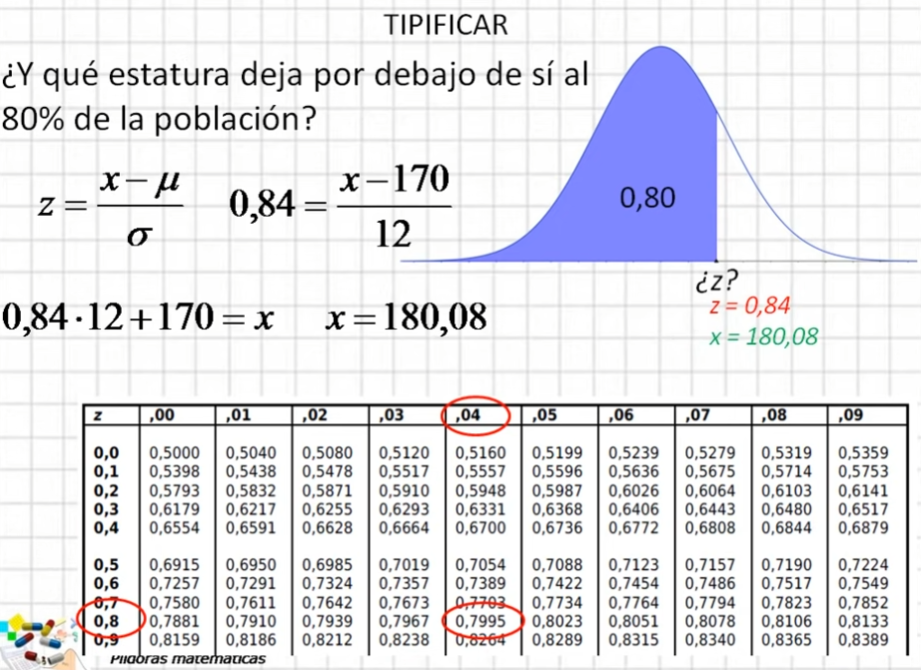 TIPIFICAR
¿Y qué estatura deja por debajo de sí al
80% de la población?
z = (x − μ) / σ    0,84 = (x − 170) / 12
0,80
¿z?
z = 0,84
x = 180,08
0,84 · 12 + 170 = x    x = 180,08
z ,00 ,01 ,02 ,03 ,04 ,05 ,06 ,07 ,08 ,09
0,0 0,5000 0,5040 0,5080 0,5120 0,5160 0,5199 0,5239 0,5279 0,5319 0,5359
0,1 0,5398 0,5438 0,5478 0,5517 0,5557 0,5596 0,5636 0,5675 0,5714 0,5753
0,2 0,5793 0,5832 0,5871 0,5910 0,5948 0,5987 0,6026 0,6064 0,6103 0,6141
0,3 0,6179 0,6217 0,6255 0,6293 0,6331 0,6368 0,6406 0,6443 0,6480 0,6517
0,4 0,6554 0,6591 0,6628 0,6664 0,6700 0,6736 0,6772 0,6808 0,6844 0,6879
0,5 0,6915 0,6950 0,6985 0,7019 0,7054 0,7088 0,7123 0,7157 0,7190 0,7224
0,6 0,7257 0,7291 0,7324 0,7357 0,7389 0,7422 0,7454 0,7486 0,7517 0,7549
0,7 0,7580 0,7611 0,7642 0,7673 0,7703 0,7734 0,7764 0,7794 0,7823 0,7852
0,8 0,7881 0,7910 0,7939 0,7967 0,7995 0,8023 0,8051 0,8078 0,8106 0,8133
0,9 0,8159 0,8186 0,8212 0,8238 0,8264 0,8289 0,8315 0,8340 0,8365 0,8389
Píldoras matemáticas